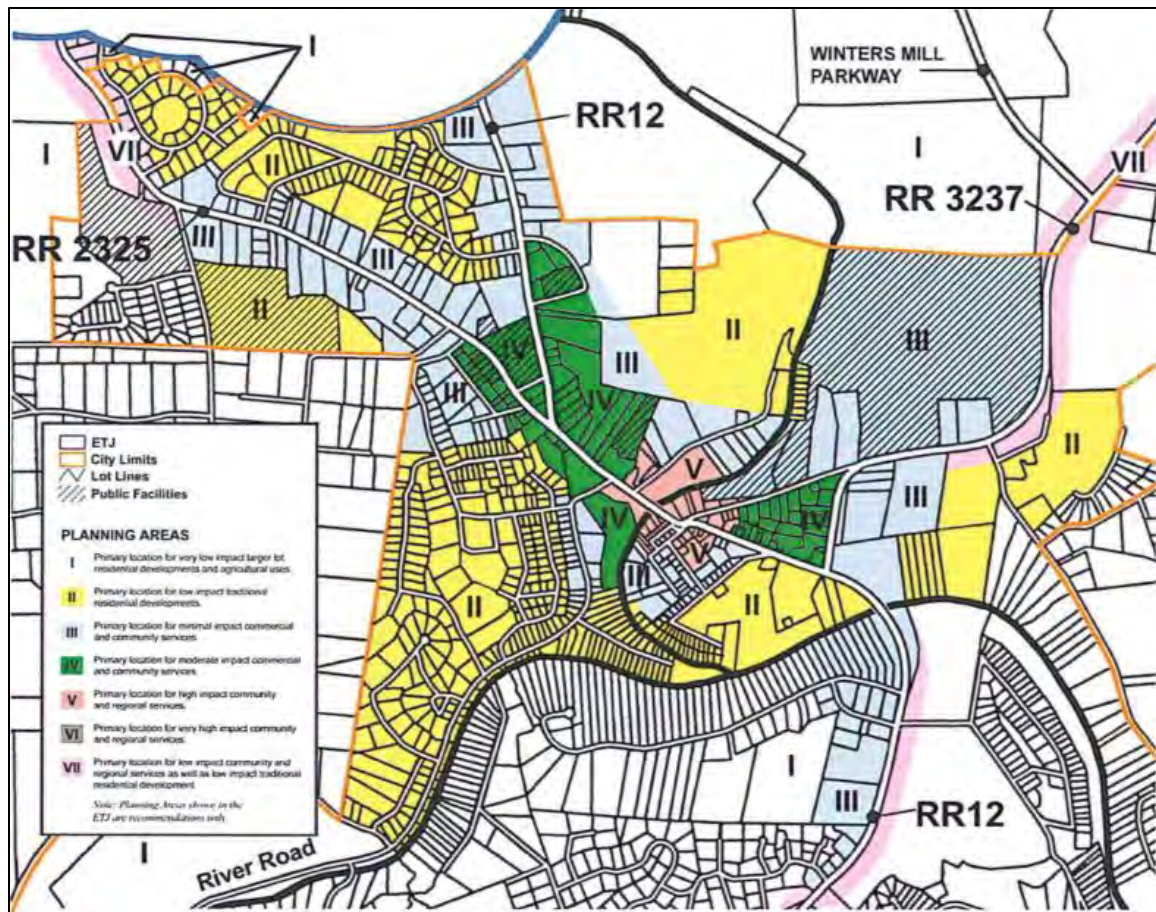 I
WINTERS MILL
PARKWAY
III
RR12
I
I
VII
VII
II
RR 3237
III
III
RR 2325
II
II
III
IV
III
III
IV
II
V
III
IV
IV
V
III
II
II
I
III
RR12
I
River Road
ETJ
City Limits
Lot Lines
Public Facilities
PLANNING AREAS
I Primary location for very low impact larger lot
residential developments and agricultural uses.
II Primary location for low impact traditional
residential developments.
III Primary location for minimal impact commercial
and community services.
IV Primary location for moderate impact commercial
and community services.
V Primary location for high impact community
and regional services.
VI Primary location for very high impact community
and regional services.
VII Primary location for low impact community and
regional services as well as low impact traditional
residential development
Note: Planning Areas shown in the
ETJ are recommendations only